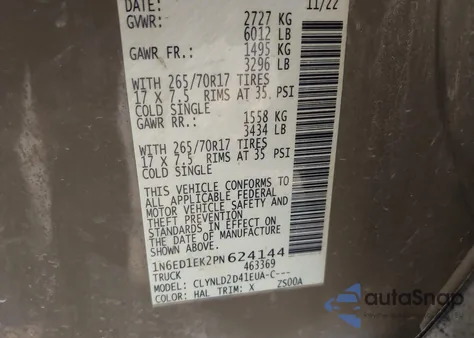 DATE: 11/22
GVWR: 2727 KG
6012 LB
GAWR FR.: 1495 KG
3296 LB
WITH 265/70R17 TIRES
17 X 7.5 RIMS AT 35 PSI
COLD SINGLE
GAWR RR.: 1558 KG
3434 LB
WITH 265/70R17 TIRES
17 X 7.5 RIMS AT 35 PSI
COLD SINGLE
THIS VEHICLE CONFORMS TO
ALL APPLICABLE FEDERAL
MOTOR VEHICLE SAFETY AND
THEFT PREVENTION
STANDARDS IN EFFECT ON
THE DATE OF MANUFACTURE
SHOWN ABOVE.
1N6ED1EK2PN624144
TRUCK 463369
MODEL: CLYNLD2D41EUA-C---
COLOR: HAL TRIM: X ZS00A
autoSnap